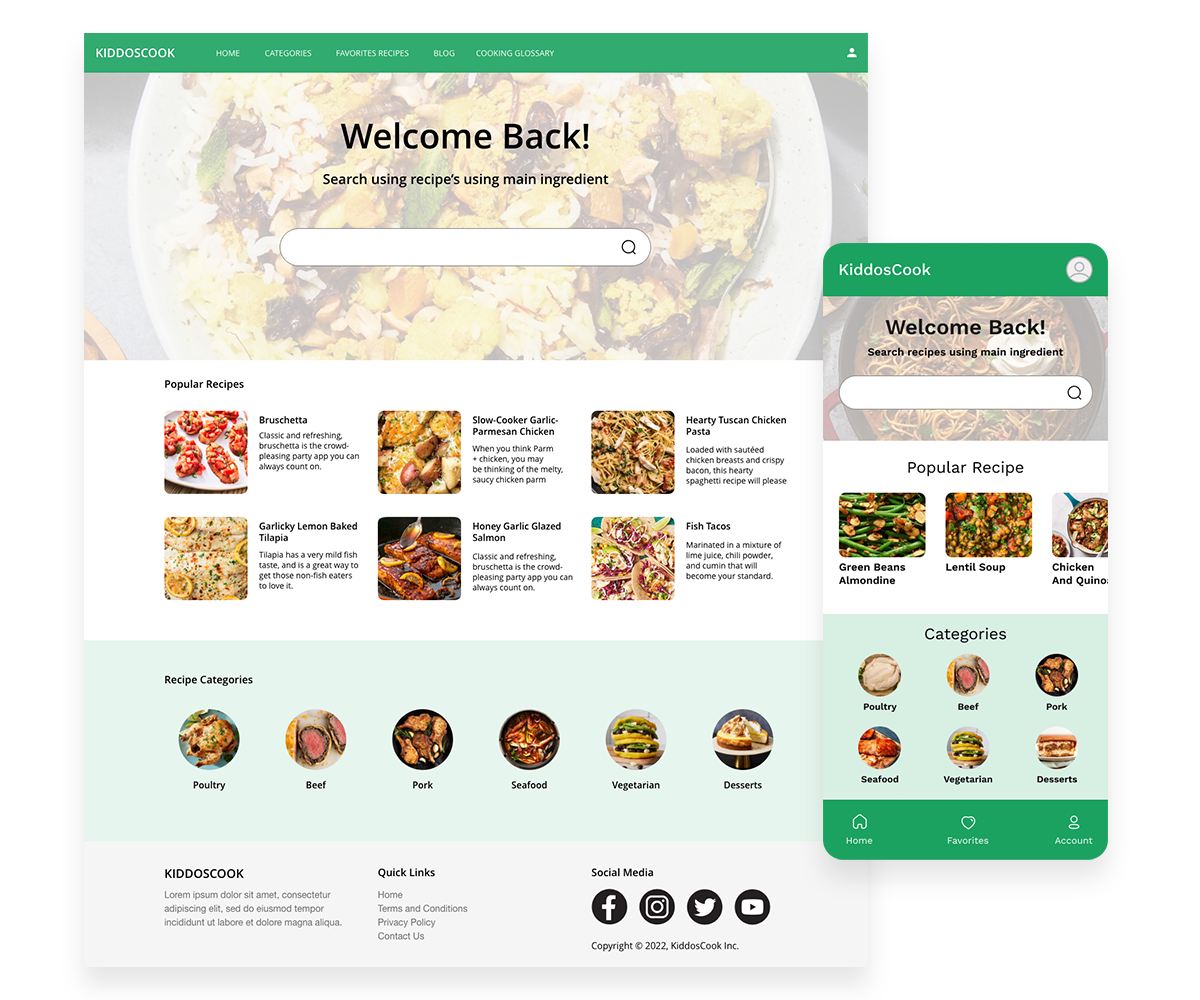 KIDDOSCOOK
HOME
CATEGORIES
FAVORITES RECIPES
BLOG
COOKING GLOSSARY
Welcome Back!
Search using recipe's using main ingredient
Popular Recipes
Bruschetta
Classic and refreshing,
bruschetta is the crowd-
pleasing party app you can
always count on.
Slow-Cooker Garlic-
Parmesan Chicken
When you think Parm
+ chicken, you may
be thinking of the melty,
saucy chicken parm
Hearty Tuscan Chicken
Pasta
Loaded with sautéed
chicken breasts and crispy
bacon, this hearty
spaghetti recipe will please
Garlicky Lemon Baked
Tilapia
Tilapia has a very mild fish
taste, and is a great way to
get those non-fish eaters
to love it.
Honey Garlic Glazed
Salmon
Classic and refreshing,
bruschetta is the crowd-
pleasing party app you can
always count on.
Fish Tacos
Marinated in a mixture of
lime juice, chili powder,
and cumin that will
become your standard.
Recipe Categories
Poultry
Beef
Pork
Seafood
Vegetarian
Desserts
KIDDOSCOOK
Lorem ipsum dolor sit amet, consectetur
adipiscing elit, sed do eiusmod tempor
incididunt ut labore et dolore magna aliqua.
Quick Links
Home
Terms and Conditions
Privacy Policy
Contact Us
Social Media
Copyright © 2022, KiddosCook Inc.
KiddosCook
Welcome Back!
Search recipes using main ingredient
Popular Recipe
Green Beans
Almondine
Lentil Soup
Chicken
And Quino
Categories
Poultry
Beef
Pork
Seafood
Vegetarian
Desserts
Home
Favorites
Account